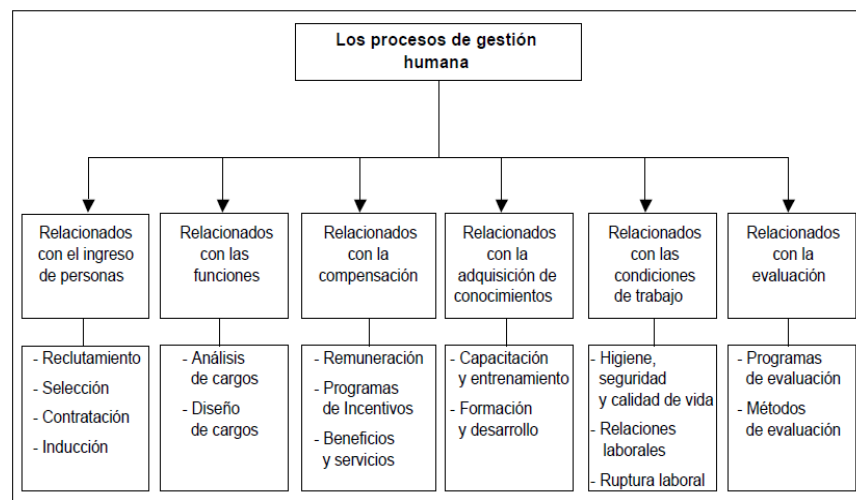 Los procesos de gestión
humana
Relacionados
con el ingreso
de personas
Relacionados
con las
funciones
Relacionados
con la
compensación
Relacionados
con la
adquisición de
conocimientos
Relacionados
con las
condiciones
de trabajo
Relacionados
con la
evaluación
- Reclutamiento
- Selección
- Contratación
- Inducción
- Análisis
de cargos
- Diseño
de cargos
- Remuneración
- Programas
de Incentivos
- Beneficios
y servicios
- Capacitación
y entrenamiento
- Formación
y desarrollo
- Higiene,
seguridad
y calidad de vida
- Relaciones
laborales
- Ruptura laboral
- Programas
de evaluación
- Métodos
de evaluación